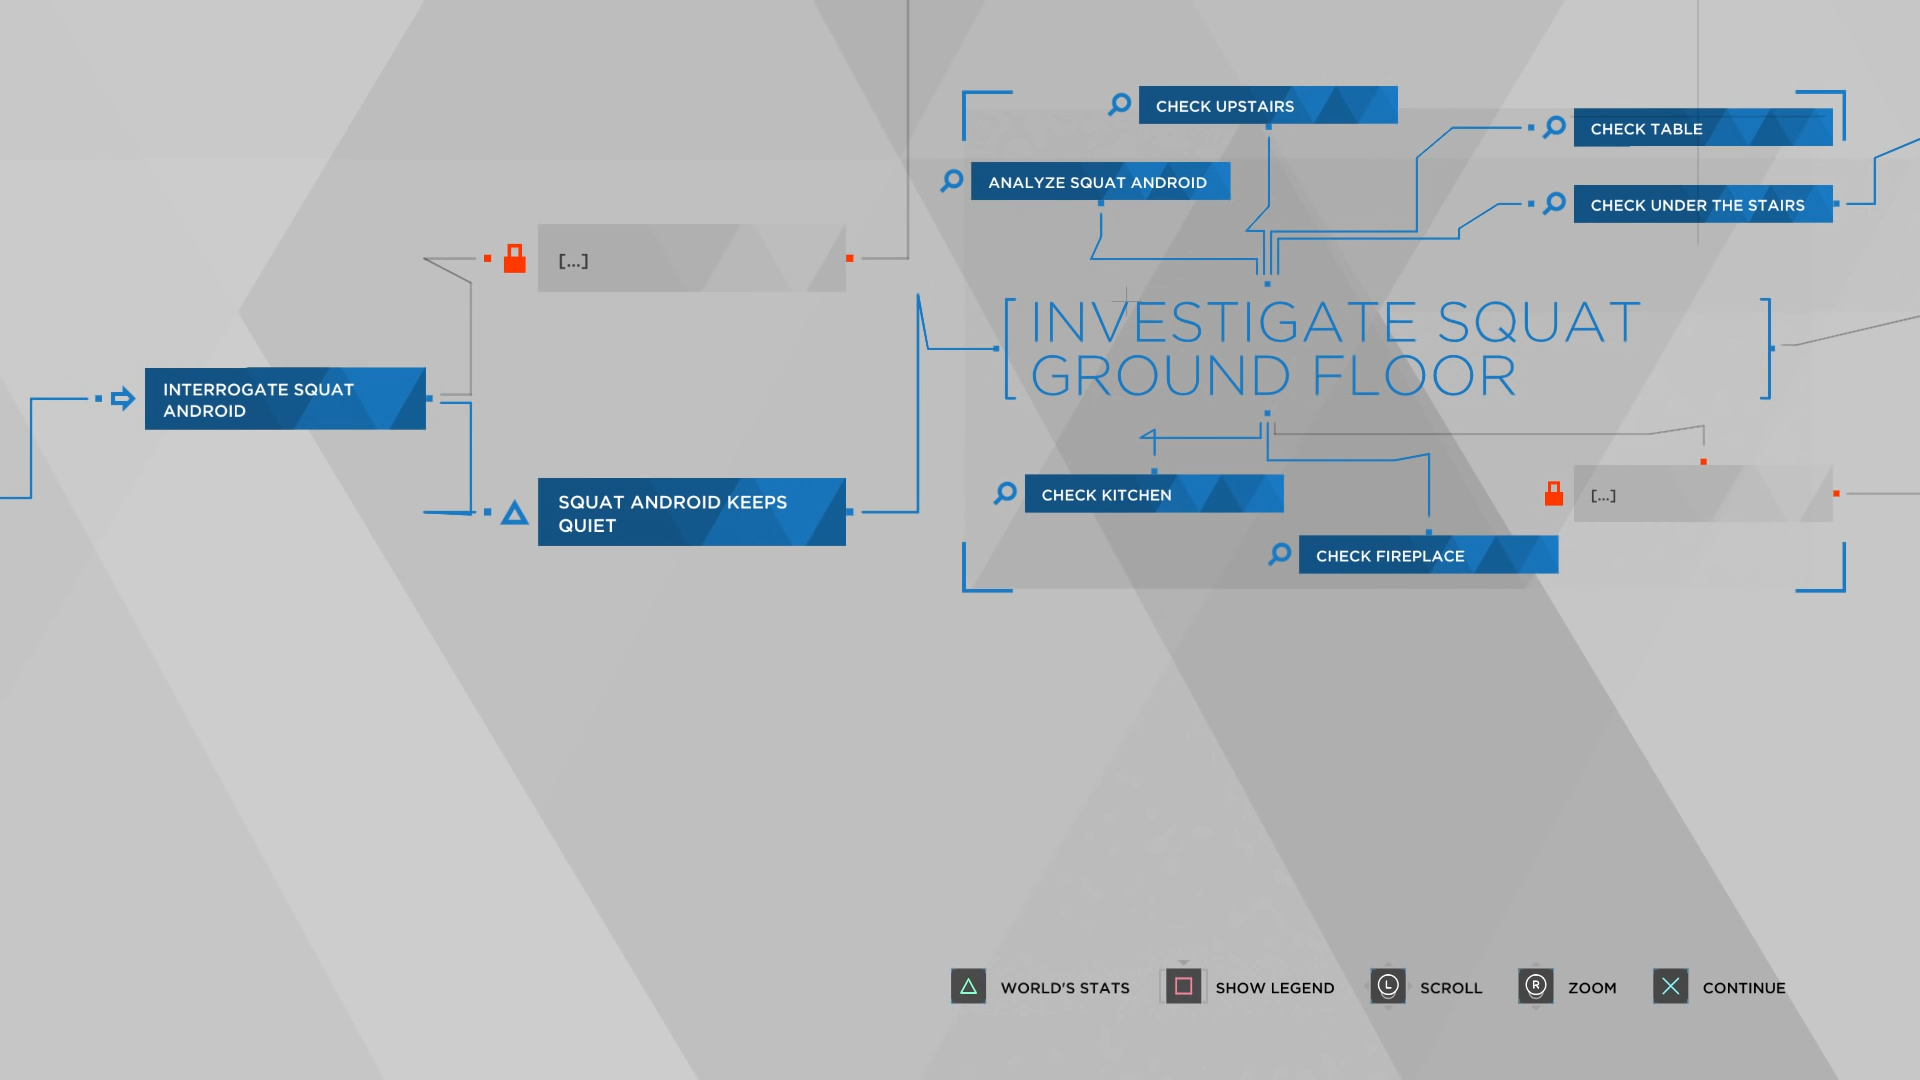 CHECK UPSTAIRS
CHECK TABLE
ANALYZE SQUAT ANDROID
CHECK UNDER THE STAIRS
[...]
INVESTIGATE SQUAT
GROUND FLOOR
INTERROGATE SQUAT
ANDROID
SQUAT ANDROID KEEPS
QUIET
CHECK KITCHEN
[...]
CHECK FIREPLACE
WORLD'S STATS
SHOW LEGEND
L
SCROLL
R
ZOOM
CONTINUE